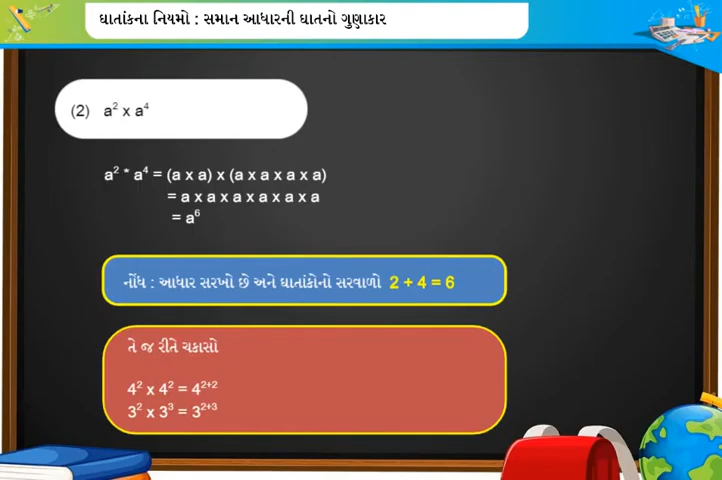 ઘાતાંકના નિયમો : સમાન આધારની ઘાતનો ગુણાકાર
(2) a² x a⁴
a² * a⁴ = (a x a) x (a x a x a x a)
= a x a x a x a x a x a
= a⁶
નોંધ : આધાર સરખો છે અને ઘાતાંકોનો સરવાળો 2 + 4 = 6
તે જ રીતે ચકાસો
4² x 4² = 4²⁺²
3² x 3³ = 3²⁺³